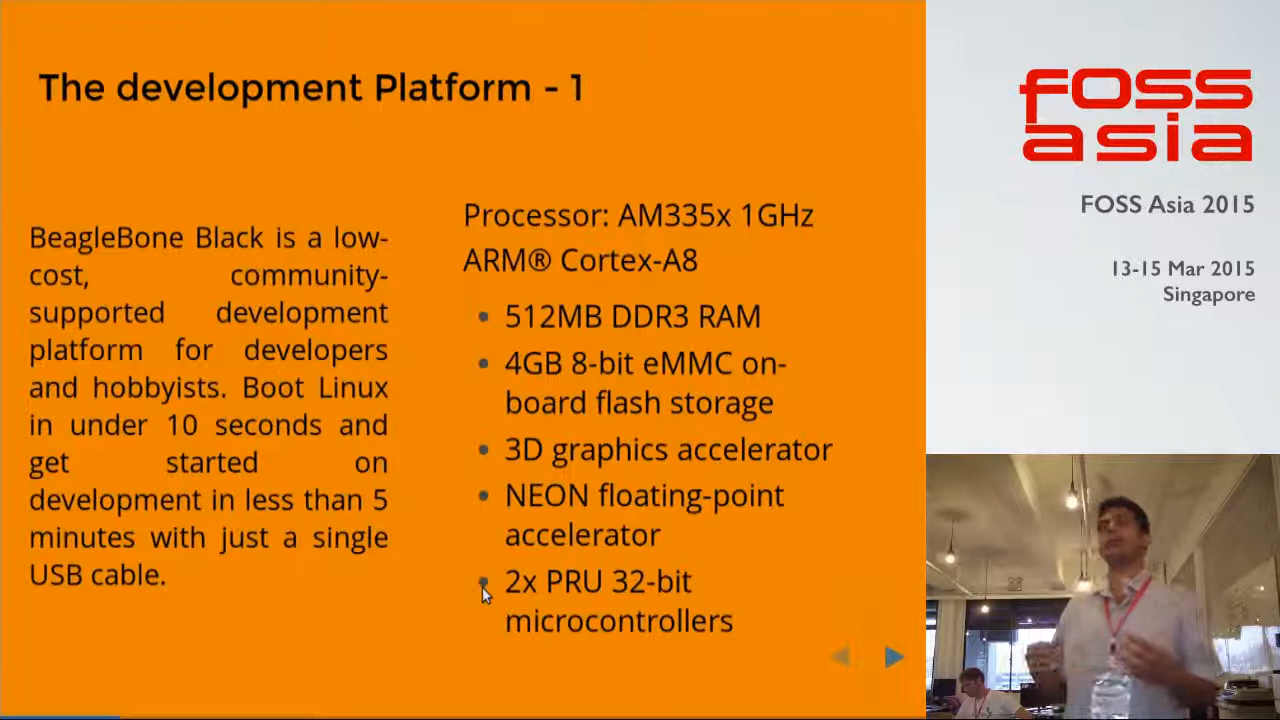 The development Platform - 1
BeagleBone Black is a low-
cost, community-
supported development
platform for developers
and hobbyists. Boot Linux
in under 10 seconds and
get started on
development in less than 5
minutes with just a single
USB cable.
Processor: AM335x 1GHz
ARM® Cortex-A8
• 512MB DDR3 RAM
• 4GB 8-bit eMMC on-
board flash storage
• 3D graphics accelerator
• NEON floating-point
accelerator
• 2x PRU 32-bit
microcontrollers
FOSS
asia
FOSS Asia 2015
13-15 Mar 2015
Singapore